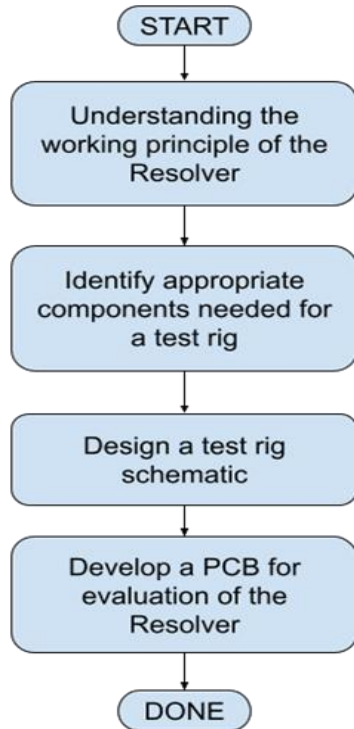 START
Understanding the
working principle of the
Resolver
Identify appropriate
components needed for
a test rig
Design a test rig
schematic
Develop a PCB for
evaluation of the
Resolver
DONE